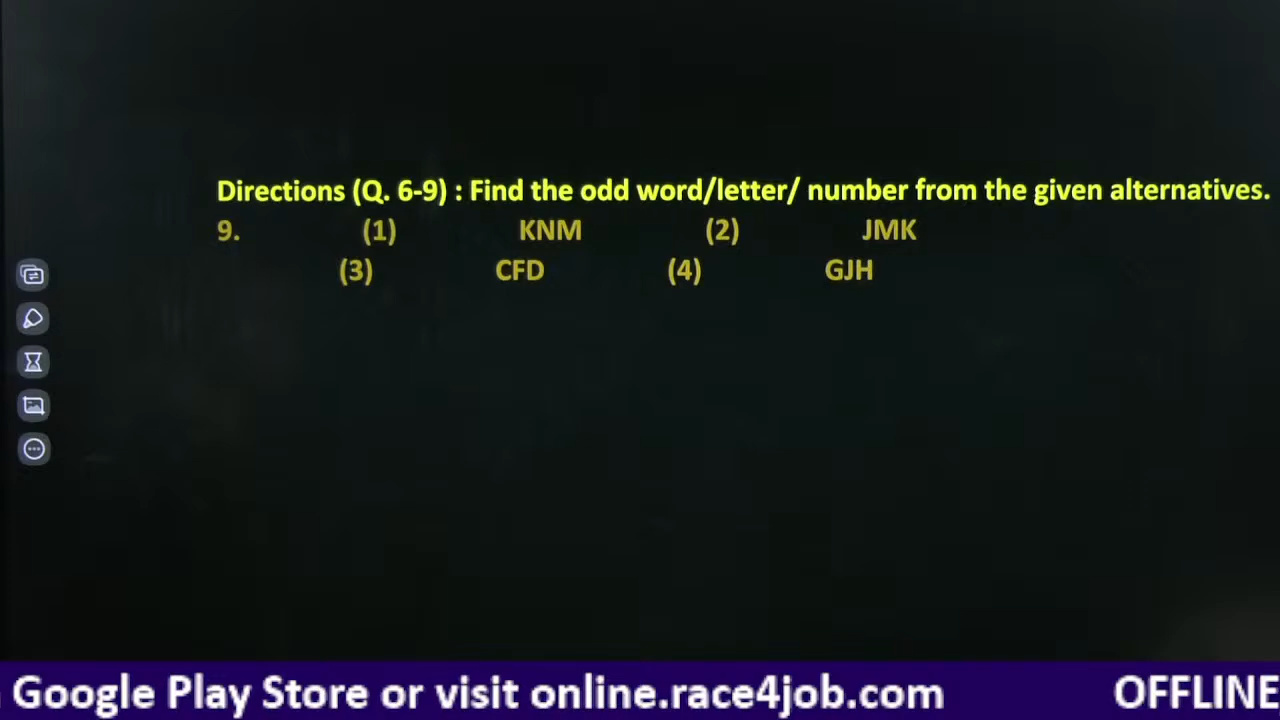 Directions (Q. 6-9) : Find the odd word/letter/ number from the given alternatives.
9. (1) KNM (2) JMK
(3) CFD (4) GJH
Google Play Store or visit online.race4job.com OFFLINE